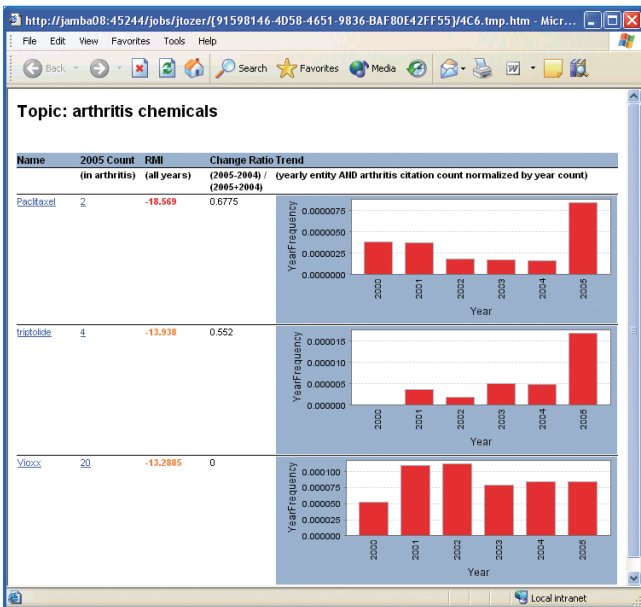 http://jamba08:45244/jobs/jtozer/{91598146-4D58-4651-9836-BAF80E42FF55}/4C6.tmp.htm - Micr...
File Edit View Favorites Tools Help
Back Search Favorites Media
Topic: arthritis chemicals
Name 2005 Count RMI Change Ratio Trend
(in arthritis) (all years) (2005-2004) / (yearly entity AND arthritis citation count normalized by year count)
(2005+2004)
Paclitaxel 2 -18.569 0.6775
YearFrequency
0.0000075
0.0000050
0.0000025
0.0000000
2000 2001 2002 2003 2004 2005
Year
triptolide 4 -13.938 0.552
YearFrequency
0.000015
0.000010
0.000005
0.000000
2000 2001 2002 2003 2004 2005
Year
Vioxx 20 -13.2885 0
YearFrequency
0.000100
0.000075
0.000050
0.000025
0.000000
2000 2001 2002 2003 2004 2005
Year
Local intranet